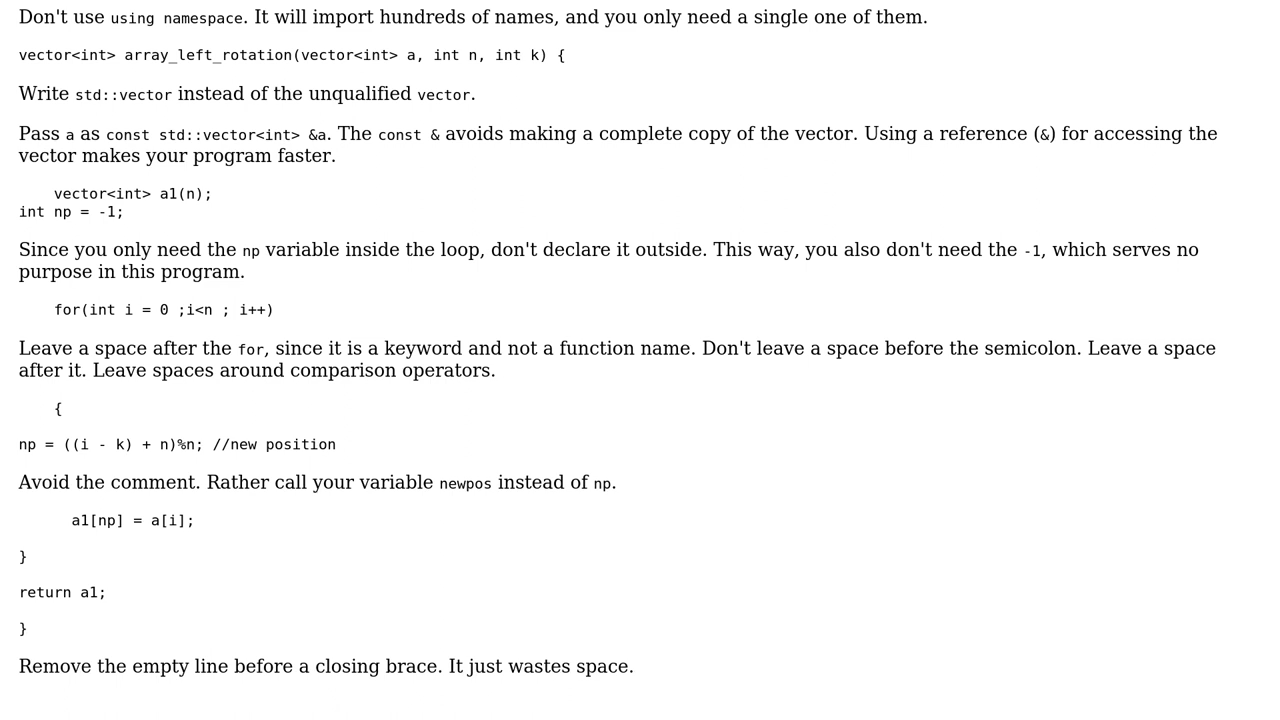 Don't use using namespace. It will import hundreds of names, and you only need a single one of them.
vector<int> array_left_rotation(vector<int> a, int n, int k) {
Write std::vector instead of the unqualified vector.
Pass a as const std::vector<int> &a. The const & avoids making a complete copy of the vector. Using a reference (&) for accessing the
vector makes your program faster.
    vector<int> a1(n);
int np = -1;
Since you only need the np variable inside the loop, don't declare it outside. This way, you also don't need the -1, which serves no
purpose in this program.
    for(int i = 0 ;i<n ; i++)
Leave a space after the for, since it is a keyword and not a function name. Don't leave a space before the semicolon. Leave a space
after it. Leave spaces around comparison operators.
    {
np = ((i - k) + n)%n; //new position
Avoid the comment. Rather call your variable newpos instead of np.
      a1[np] = a[i];
}
return a1;
}
Remove the empty line before a closing brace. It just wastes space.